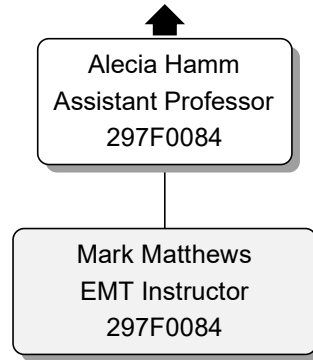 Alecia Hamm
Assistant Professor
297F0084
Mark Matthews
EMT Instructor
297F0084